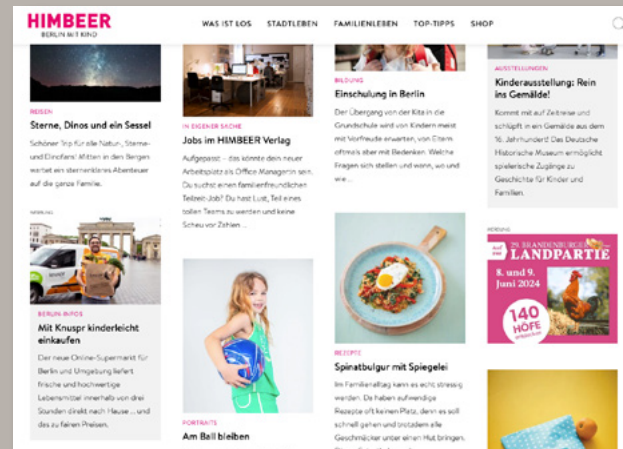 HIMBEER
BERLIN MIT KIND
WAS IST LOS STADTLEBEN FAMILIENLEBEN TOP-TIPPS SHOP
REISEN
Sterne, Dinos und ein Sessel
Schöner Trip für alle Natur-, Sterne-
und Dinofans! Mitten in den Bergen
wartet ein sternenklares Abenteuer
auf die ganze Familie.
WERBUNG
BERLIN-INFOS
Mit Knuspr kinderleicht
einkaufen
Der neue Online-Supermarkt für
Berlin und Umgebung liefert
frische und hochwertige
Lebensmittel innerhalb von drei
Stunden direkt nach Hause ... und
das zu fairen Preisen.
IN EIGENER SACHE
Jobs im HIMBEER Verlag
Aufgepasst – das könnte dein neuer
Arbeitsplatz als Office Managerin sein.
Du suchst einen familienfreundlichen
Teilzeit-Job? Du hast Lust, Teil eines
tollen Teams zu werden und keine
Scheu vor Zahlen ...
PORTRAITS
Am Ball bleiben
BILDUNG
Einschulung in Berlin
Der Übergang von der Kita in die
Grundschule wird von Kindern meist
mit Vorfreude erwartet, von Eltern
oftmals aber mit Bedenken. Welche
Fragen sich stellen und wann, wo und
wie ...
REZEPTE
Spinatbulgur mit Spiegelei
Im Familienalltag kann es echt stressig
werden. Da haben aufwendige
Rezepte oft keinen Platz, denn es soll
schnell gehen und trotzdem alle
Geschmäcker unter einen Hut bringen.
AUSSTELLUNGEN
Kinderausstellung: Rein
ins Gemälde!
Kommt mit auf Zeitreise und
schlüpft in ein Gemälde aus dem
16. Jahrhundert! Das Deutsche
Historische Museum ermöglicht
spielerische Zugänge zu
Geschichte für Kinder und
Familien.
WERBUNG
Auf zur
29. BRANDENBURGER
LANDPARTIE
8. und 9.
Juni 2024
140
HÖFE